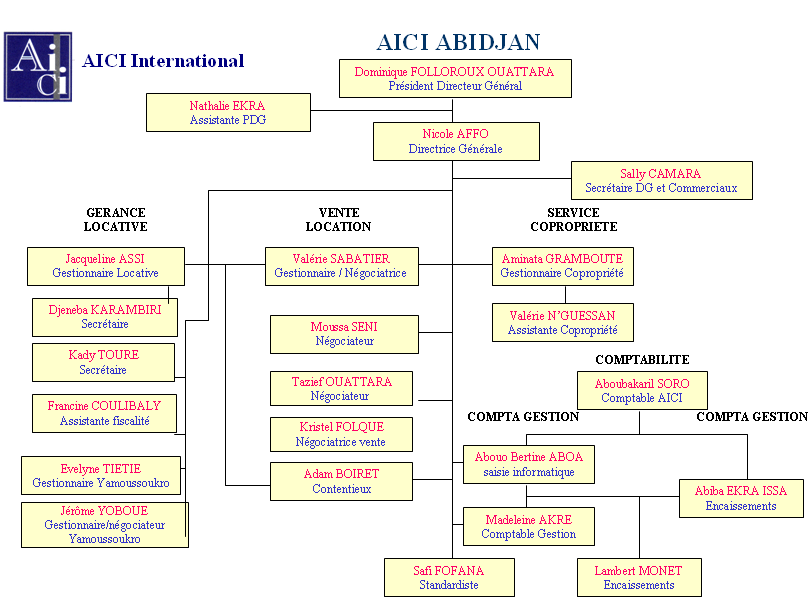 AiCi
AICI International
AICI ABIDJAN
Dominique FOLLOROUX OUATTARA
Président Directeur Général
Nathalie EKRA
Assistante PDG
Nicole AFFO
Directrice Générale
Sally CAMARA
Secrétaire DG et Commerciaux
GERANCE
LOCATIVE
VENTE
LOCATION
SERVICE
COPROPRIETE
Jacqueline ASSI
Gestionnaire Locative
Valérie SABATIER
Gestionnaire / Négociatrice
Aminata GRAMBOUTE
Gestionnaire Copropriété
Djeneba KARAMBIRI
Secrétaire
Moussa SENI
Négociateur
Valérie N'GUESSAN
Assistante Copropriété
Kady TOURE
Secrétaire
COMPTABILITE
Tazief OUATTARA
Négociateur
Aboubakaril SORO
Comptable AICI
Francine COULIBALY
Assistante fiscalité
Kristel FOLQUE
Négociatrice vente
COMPTA GESTION
COMPTA GESTION
Evelyne TIETIE
Gestionnaire Yamoussoukro
Adam BOIRET
Contentieux
Abouo Bertine ABOA
saisie informatique
Abiba EKRA ISSA
Encaissements
Jérôme YOBOUE
Gestionnaire/négociateur
Yamoussoukro
Madeleine AKRE
Comptable Gestion
Safi FOFANA
Standardiste
Lambert MONET
Encaissements